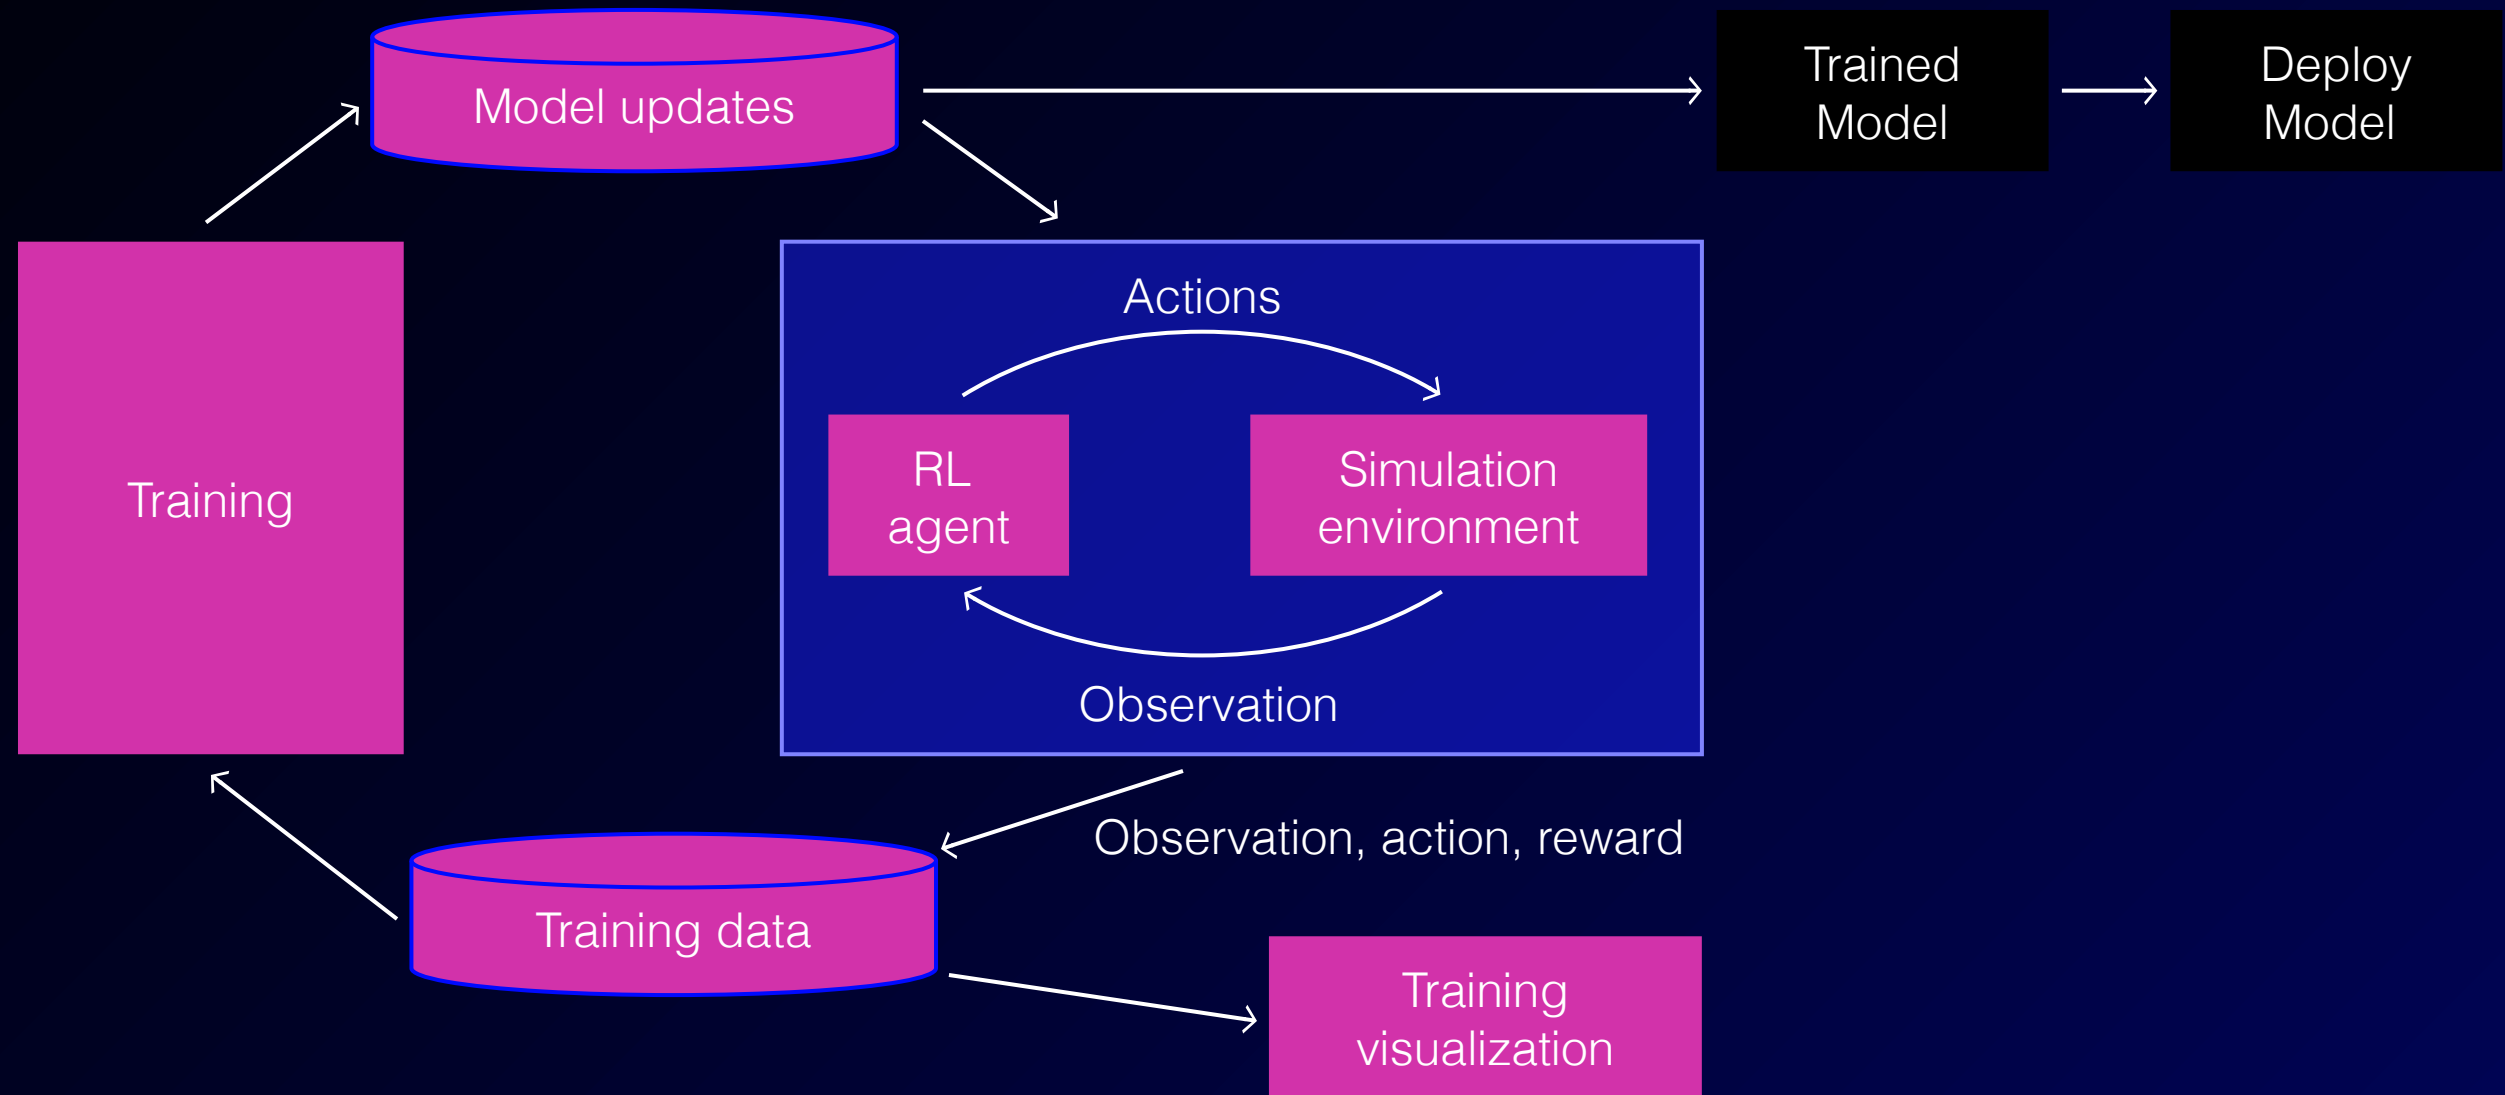 Model updates
Trained
Model
Deploy
Model
Actions
Training
RL
agent
Simulation
environment
Observation
Observation, action, reward
Training data
Training
visualization